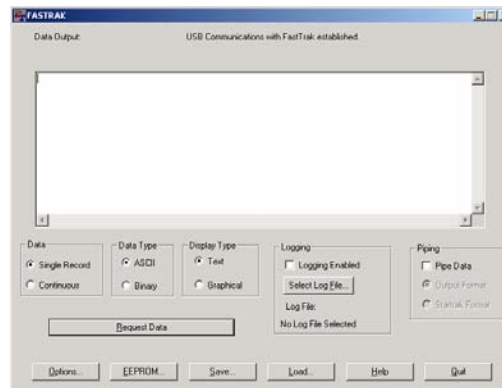 FASTRAK
Data Output: USB Communications with FastTrak established.
Data Data Type Display Type Logging Piping
Single Record ASCII Text Logging Enabled Pipe Data
Continuous Binary Graphical Select Log File... Output Format
Log File: Startrak Format
No Log File Selected
Request Data
Options... EEPROM... Save... Load... Help Quit